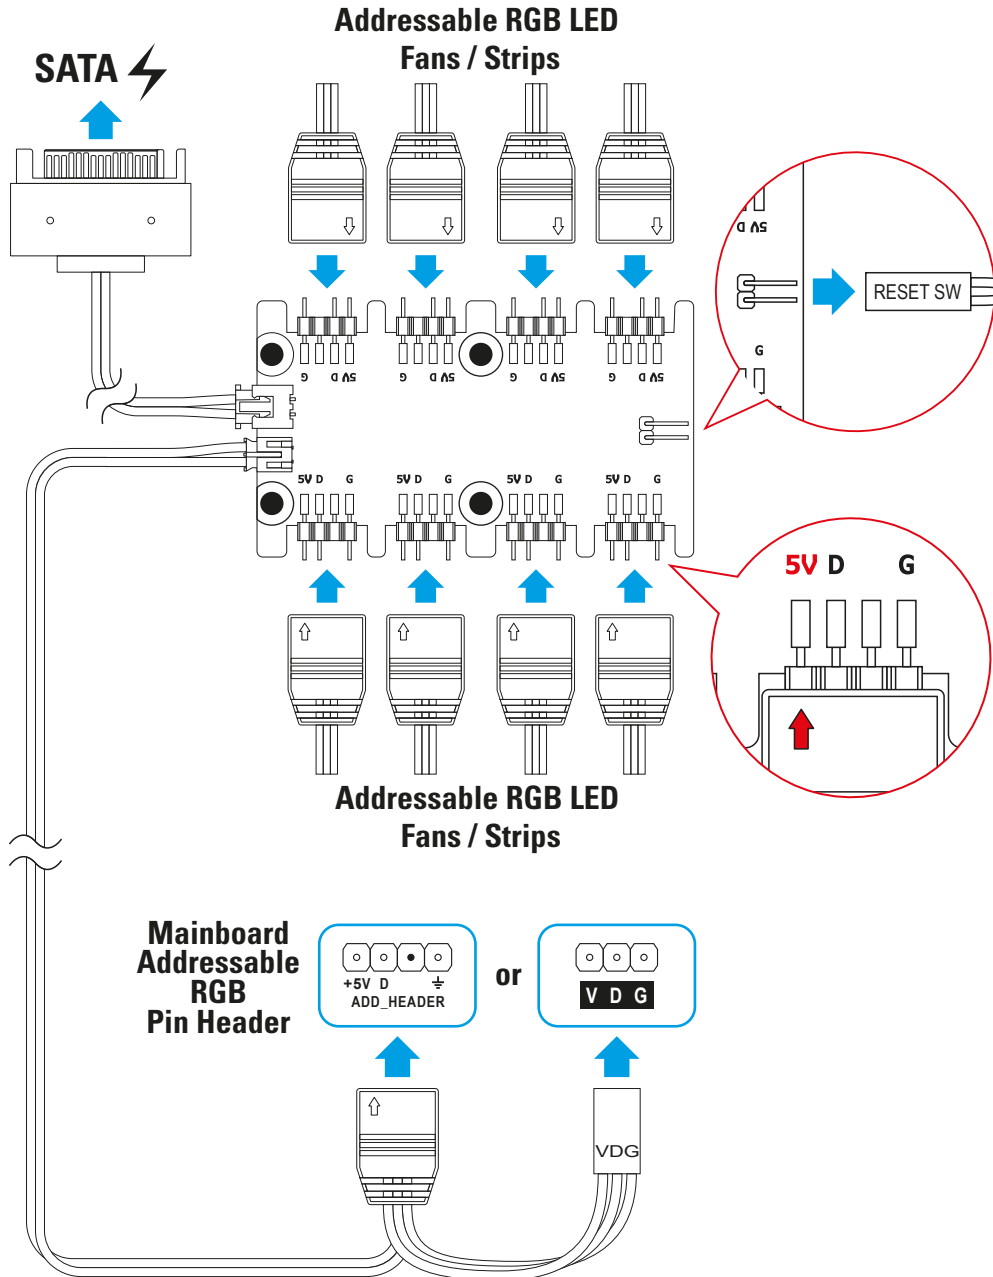 Addressable RGB LED
Fans / Strips
SATA
D 5V
RESET SW
G
G D 5V
G D 5V
G D 5V
G D 5V
5V D G
5V D G
5V D G
5V D G
5V D G
Addressable RGB LED
Fans / Strips
Mainboard
Addressable
RGB
Pin Header
+5V D
ADD_HEADER
or
V D G
VDG